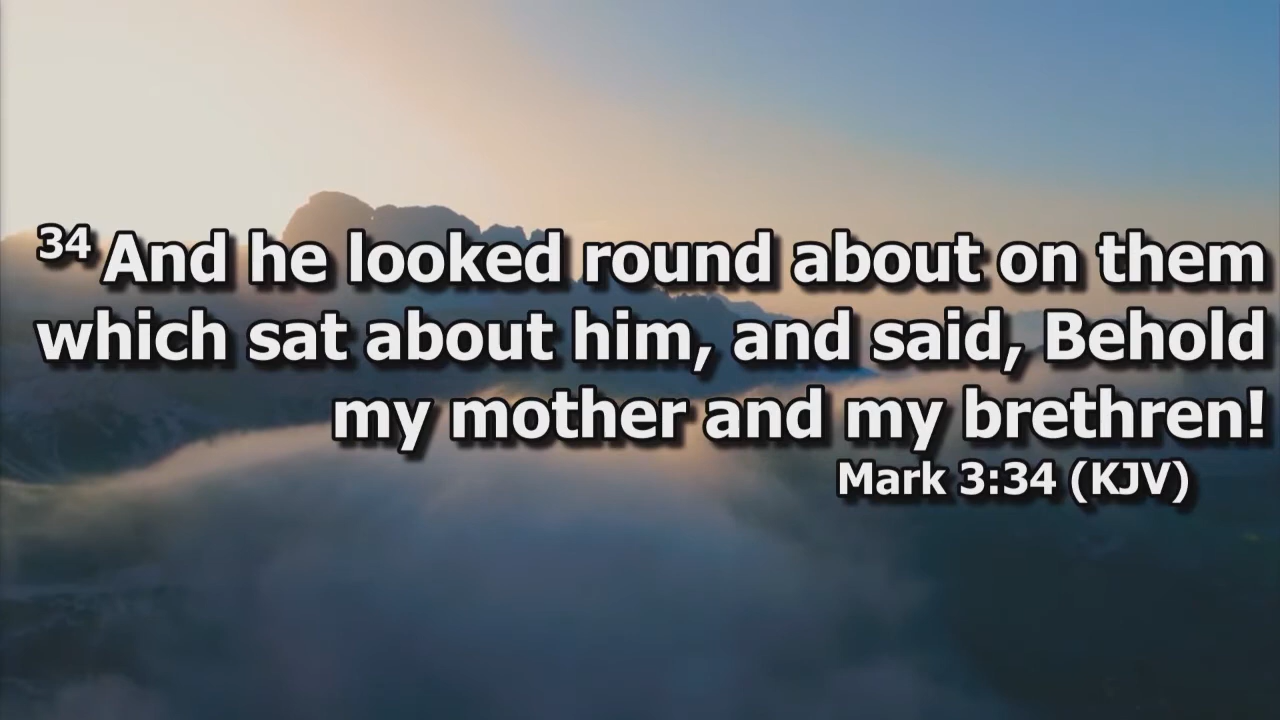 34 And he looked round about on them
which sat about him, and said, Behold
my mother and my brethren!
Mark 3:34 (KJV)